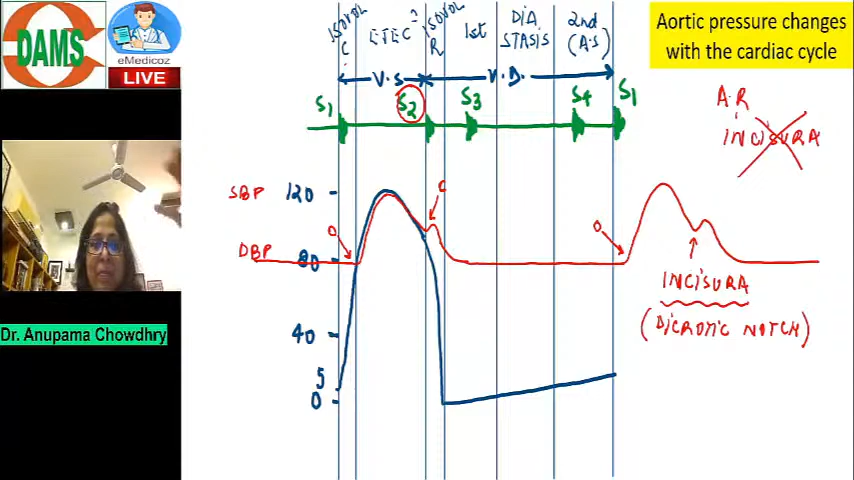 DAMS
eMedicoz
LIVE
Dr. Anupama Chowdhry
Aortic pressure changes
with the cardiac cycle
ISOVOL
C
EJEC?
ISOVOL
R
1st
DIA
STASIS
2nd
(A·S)
V.S
V.D.
S1
S2
S3
S4
S1
A·R
INCISURA
SBP
120
DBP
80
40
5
0
O
C
O
INCISURA
(DICROTIC NOTCH)